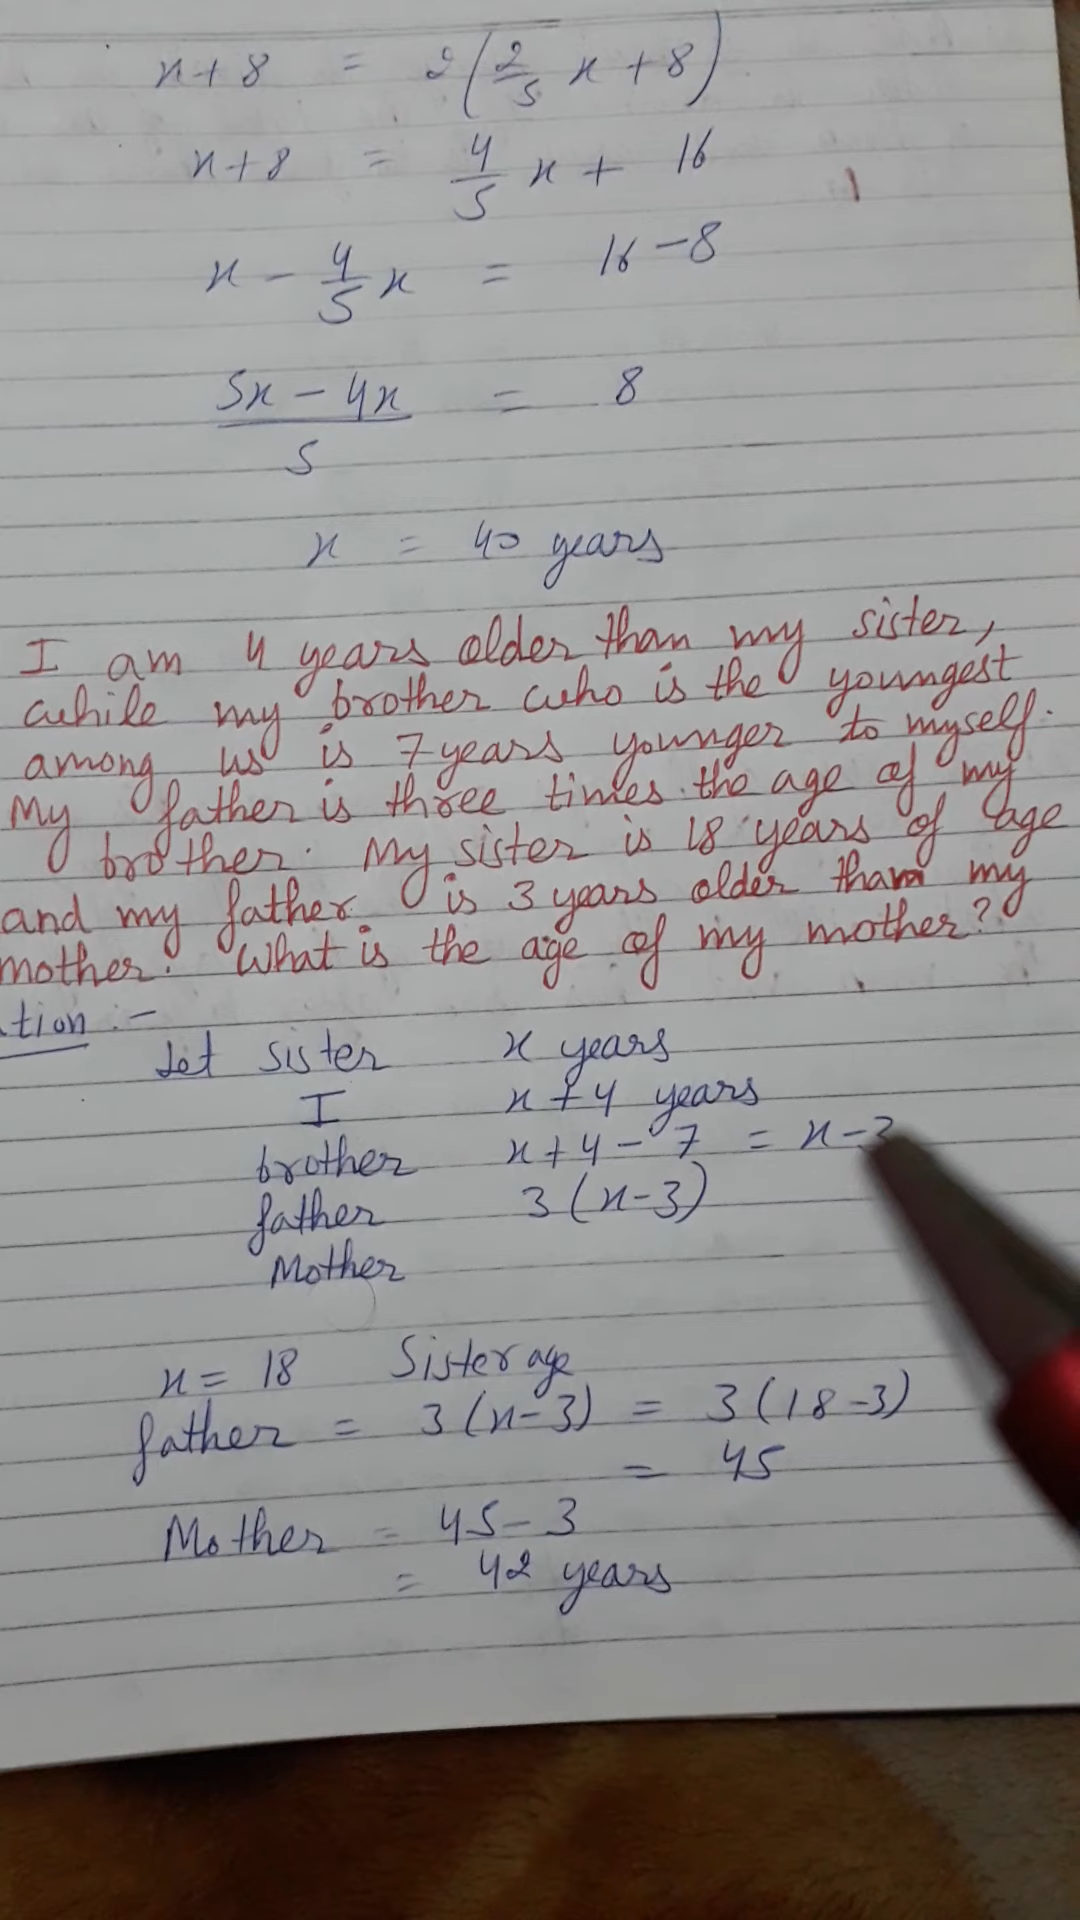 x+8 = 2(2/5 x+8)
x+8 = 4/5 x + 16
x - 4/5 x = 16-8
5x-4x/5 = 8
x = 40 years
I am 4 years older than my sister,
while my brother who is the youngest
among us is 7 years younger to myself.
My father is three times the age of my
brother. My sister is 18 years of age
and my father is 3 years older than my
mother. What is the age of my mother?
tion :-
Let sister x years
I x+4 years
brother x+4-7 = x-3
father 3(x-3)
Mother
x = 18 Sister age
father = 3(x-3) = 3(18-3)
= 45
Mother = 45-3
= 42 years